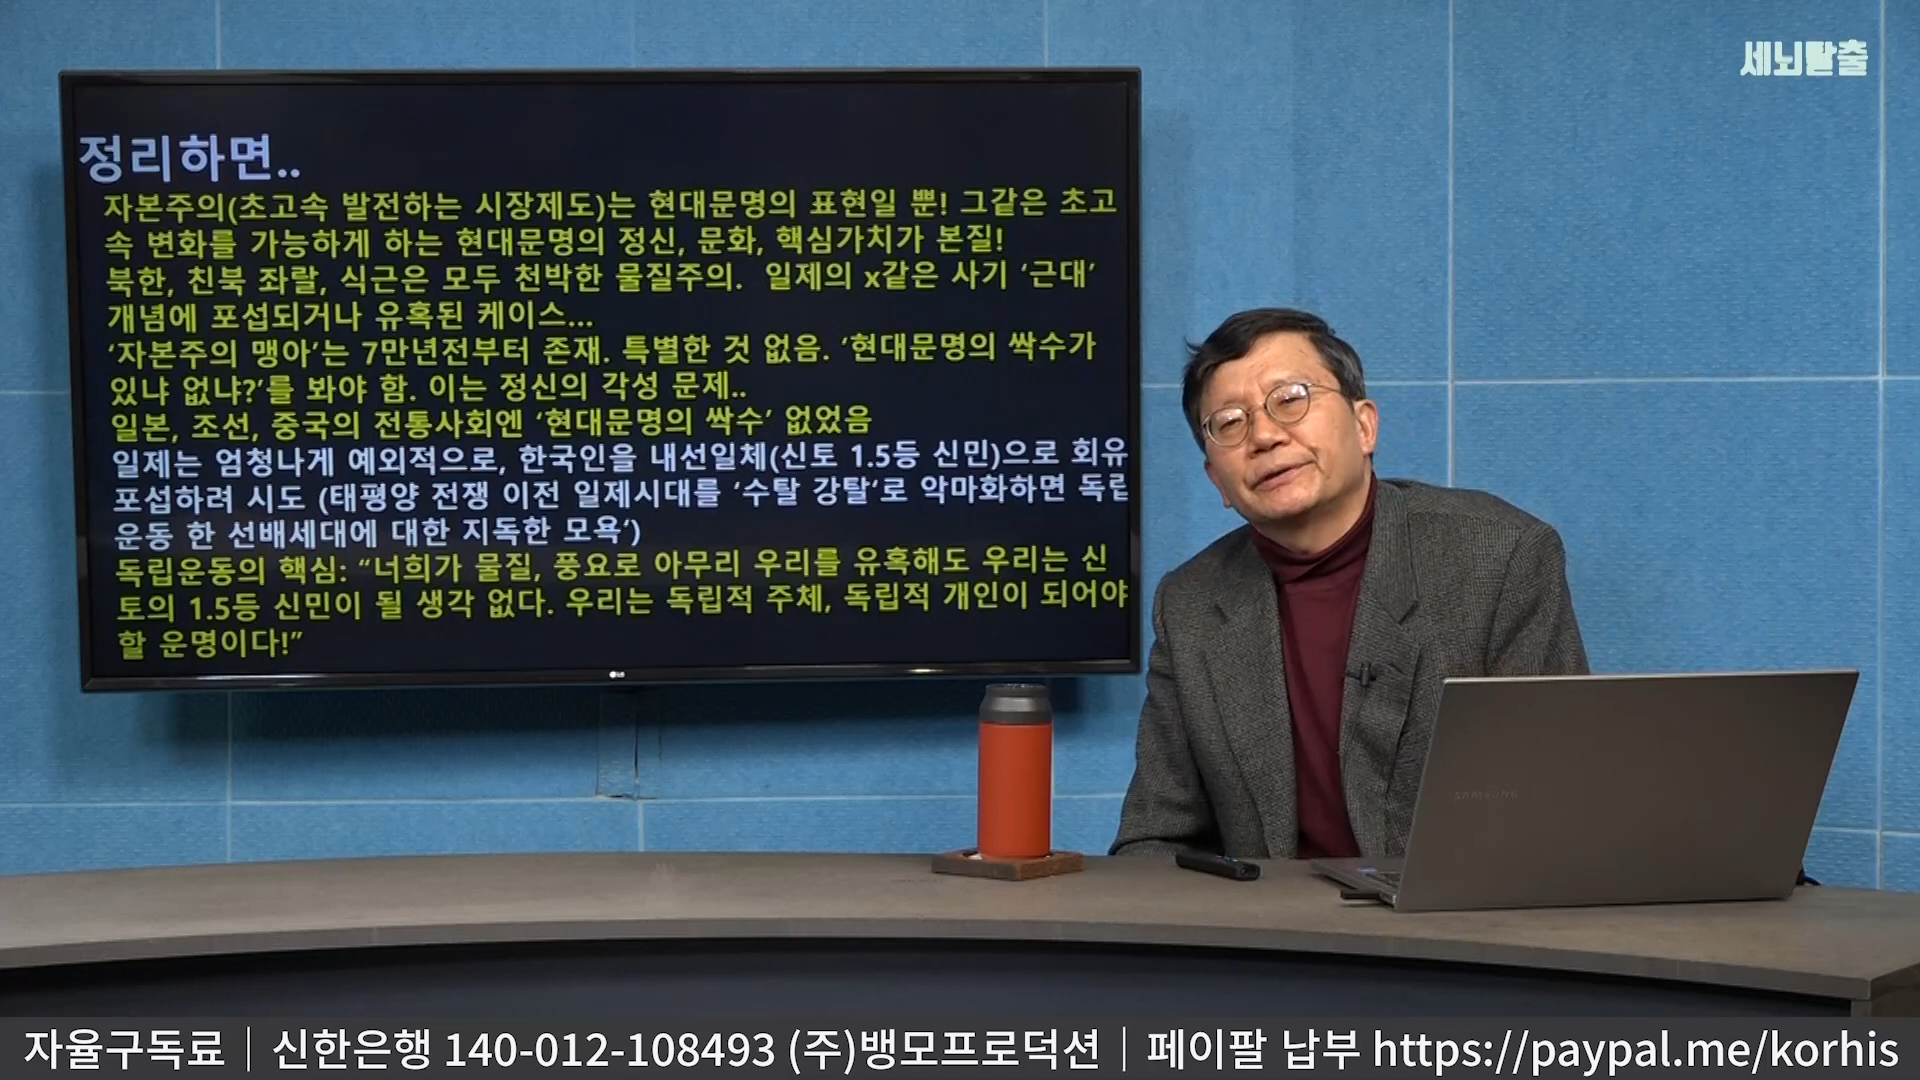 세뇌탈출
정리하면..
자본주의(초고속 발전하는 시장제도)는 현대문명의 표현일 뿐! 그같은 초고
속 변화를 가능하게 하는 현대문명의 정신, 문화, 핵심가치가 본질!
북한, 친북 좌랄, 식근은 모두 천박한 물질주의. 일제의 x같은 사기 ‘근대’
개념에 포섭되거나 유혹된 케이스...
‘자본주의 맹아’는 7만년전부터 존재. 특별한 것 없음. ‘현대문명의 싹수가
있냐 없냐?’를 봐야 함. 이는 정신의 각성 문제..
일본, 조선, 중국의 전통사회엔 ‘현대문명의 싹수’ 없었음
일제는 엄청나게 예외적으로, 한국인을 내선일체(신토 1.5등 신민)으로 회유
포섭하려 시도 (태평양 전쟁 이전 일제시대를 ‘수탈 강탈‘로 악마화하면 독립
운동 한 선배세대에 대한 지독한 모욕’)
독립운동의 핵심: “너희가 물질, 풍요로 아무리 우리를 유혹해도 우리는 신
토의 1.5등 신민이 될 생각 없다. 우리는 독립적 주체, 독립적 개인이 되어야
할 운명이다!”
LG
SAMSUNG
자율구독료｜신한은행 140-012-108493 (주)뱅모프로덕션｜페이팔 납부 https://paypal.me/korhis